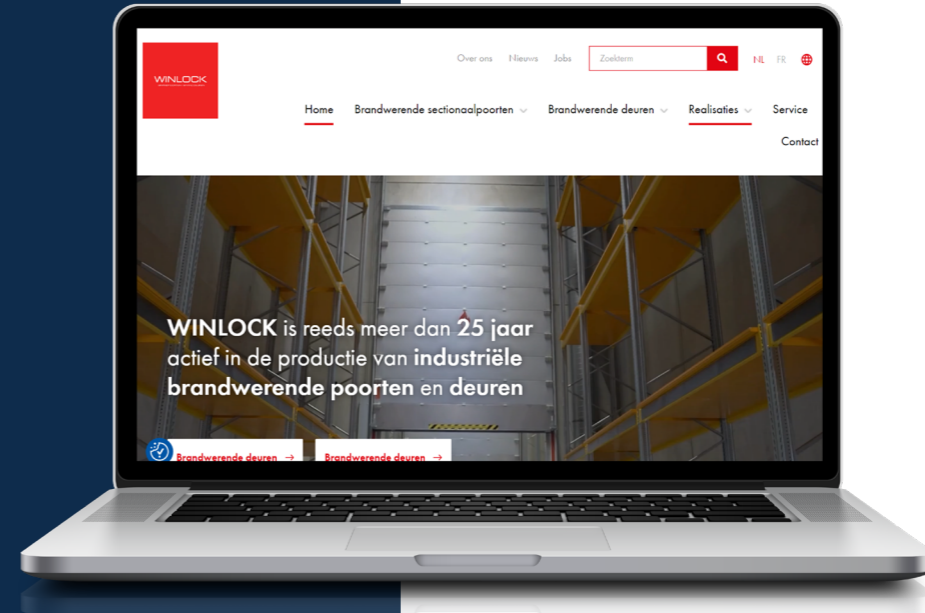 WINLOCK
Over ons Nieuws Jobs Zoekterm NL FR
Home Brandwerende sectionaalpoorten Brandwerende deuren Realisaties Service
Contact
WINLOCK is reeds meer dan 25 jaar
actief in de productie van industriële
brandwerende poorten en deuren
Brandwerende deuren → Brandwerende deuren →